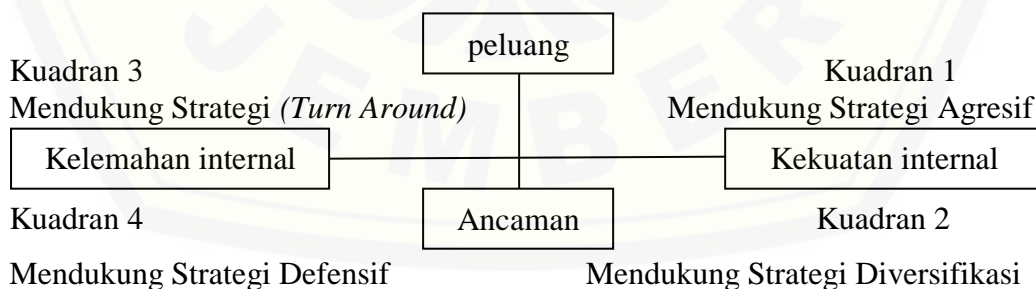 peluang
Kuadran 3 Kuadran 1
Mendukung Strategi (Turn Around) Mendukung Strategi Agresif
Kelemahan internal Kekuatan internal
Kuadran 4 Ancaman Kuadran 2
Mendukung Strategi Defensif Mendukung Strategi Diversifikasi
JEMBER